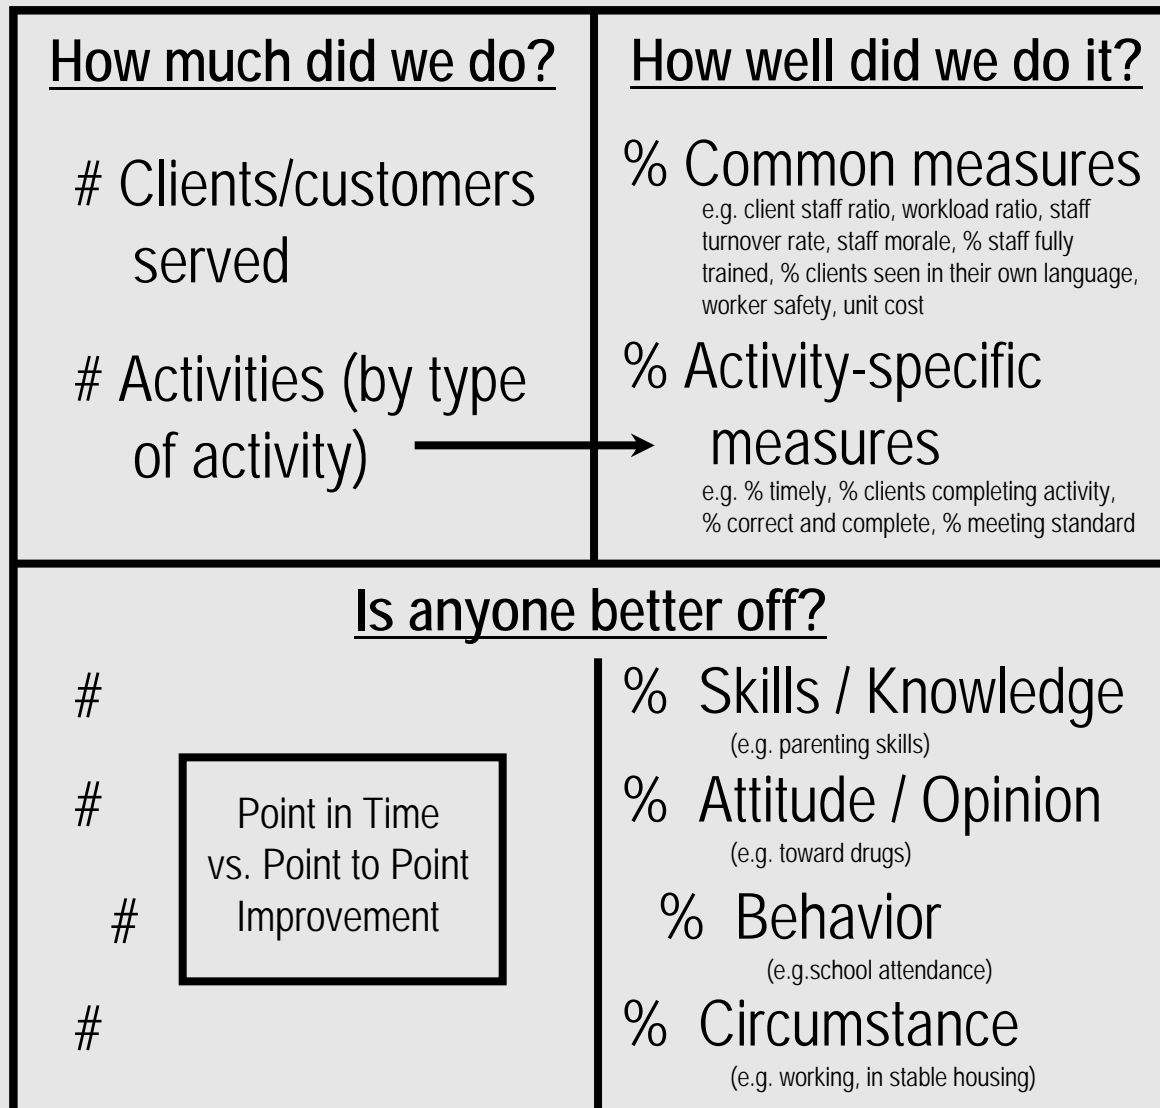 How much did we do?
# Clients/customers
served
# Activities (by type
of activity)
How well did we do it?
% Common measures
e.g. client staff ratio, workload ratio, staff
turnover rate, staff morale, % staff fully
trained, % clients seen in their own language,
worker safety, unit cost
% Activity-specific
measures
e.g. % timely, % clients completing activity,
% correct and complete, % meeting standard
Is anyone better off?
#
#
#
#
Point in Time
vs. Point to Point
Improvement
% Skills / Knowledge
(e.g. parenting skills)
% Attitude / Opinion
(e.g. toward drugs)
% Behavior
(e.g.school attendance)
% Circumstance
(e.g. working, in stable housing)